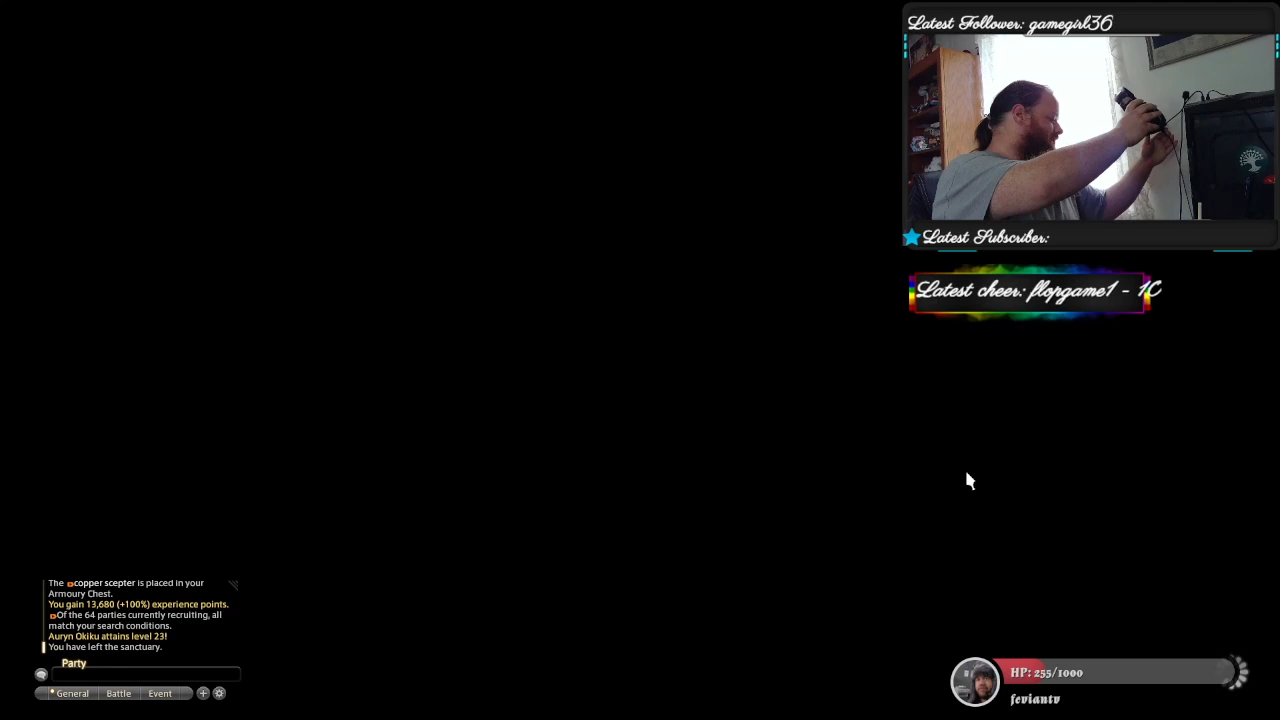 Latest Follower: gamegirl36
Latest Subscriber:
Latest cheer: flopgame1 - 1C
The copper scepter is placed in your
Armoury Chest.
You gain 13,680 (+100%) experience points.
Of the 64 parties currently recruiting, all
match your search conditions.
Auryn Okiku attains level 23!
You have left the sanctuary.
Party
General Battle Event
HP: 255/1000
feviantv